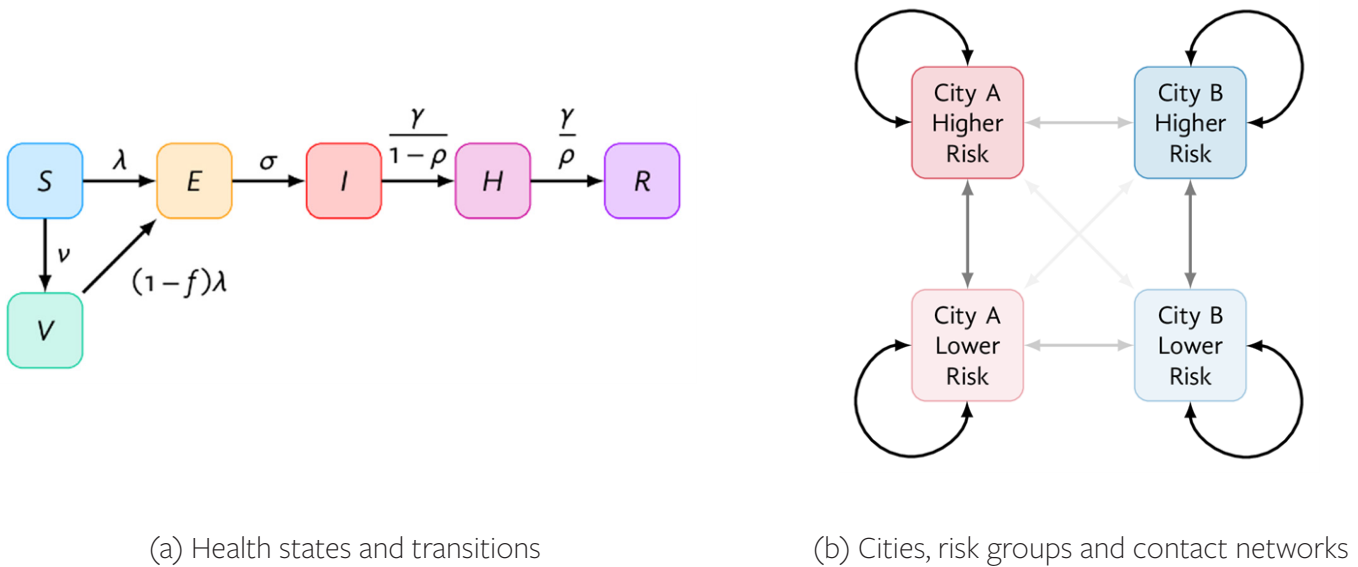 S
λ
E
σ
I
γ
1 − ρ
H
γ
ρ
R
ν
(1 − f)λ
V
City A
Higher
Risk
City B
Higher
Risk
City A
Lower
Risk
City B
Lower
Risk
(a) Health states and transitions
(b) Cities, risk groups and contact networks